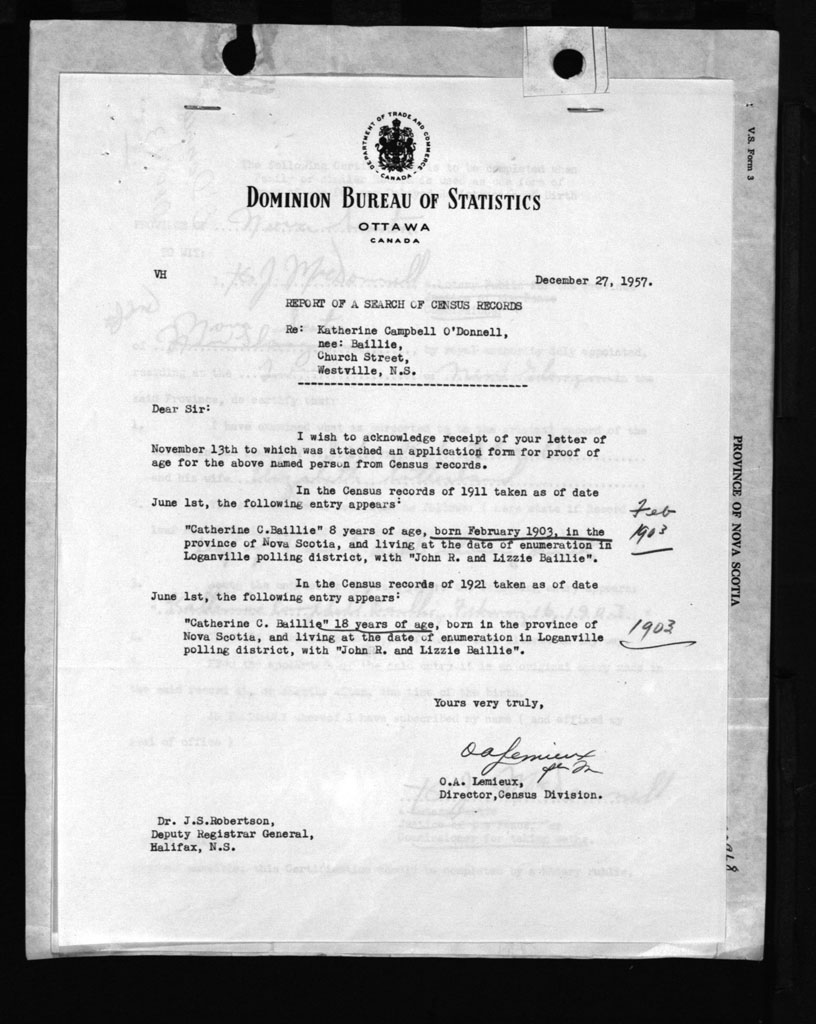 V.S. Form 3
DEPARTMENT OF TRADE AND COMMERCE
CANADA
DOMINION BUREAU OF STATISTICS
OTTAWA
CANADA
VH
December 27, 1957.
REPORT OF A SEARCH OF CENSUS RECORDS
Re: Katherine Campbell O'Donnell,
nee: Baillie,
Church Street,
Westville, N.S.
Dear Sir:
I wish to acknowledge receipt of your letter of
November 13th to which was attached an application form for proof of
age for the above named person from Census records.
In the Census records of 1911 taken as of date
June 1st, the following entry appears:
"Catherine C.Baillie" 8 years of age, born February 1903, in the
province of Nova Scotia, and living at the date of enumeration in
Loganville polling district, with "John R. and Lizzie Baillie".
Feb
1903
In the Census records of 1921 taken as of date
June 1st, the following entry appears:
"Catherine C. Baillie" 18 years of age, born in the province of
Nova Scotia, and living at the date of enumeration in Loganville
polling district, with "John R. and Lizzie Baillie".
1903
Yours very truly,
OALemieux
O.A. Lemieux,
Director,Census Division.
Dr. J.S.Robertson,
Deputy Registrar General,
Halifax, N.S.
PROVINCE OF NOVA SCOTIA